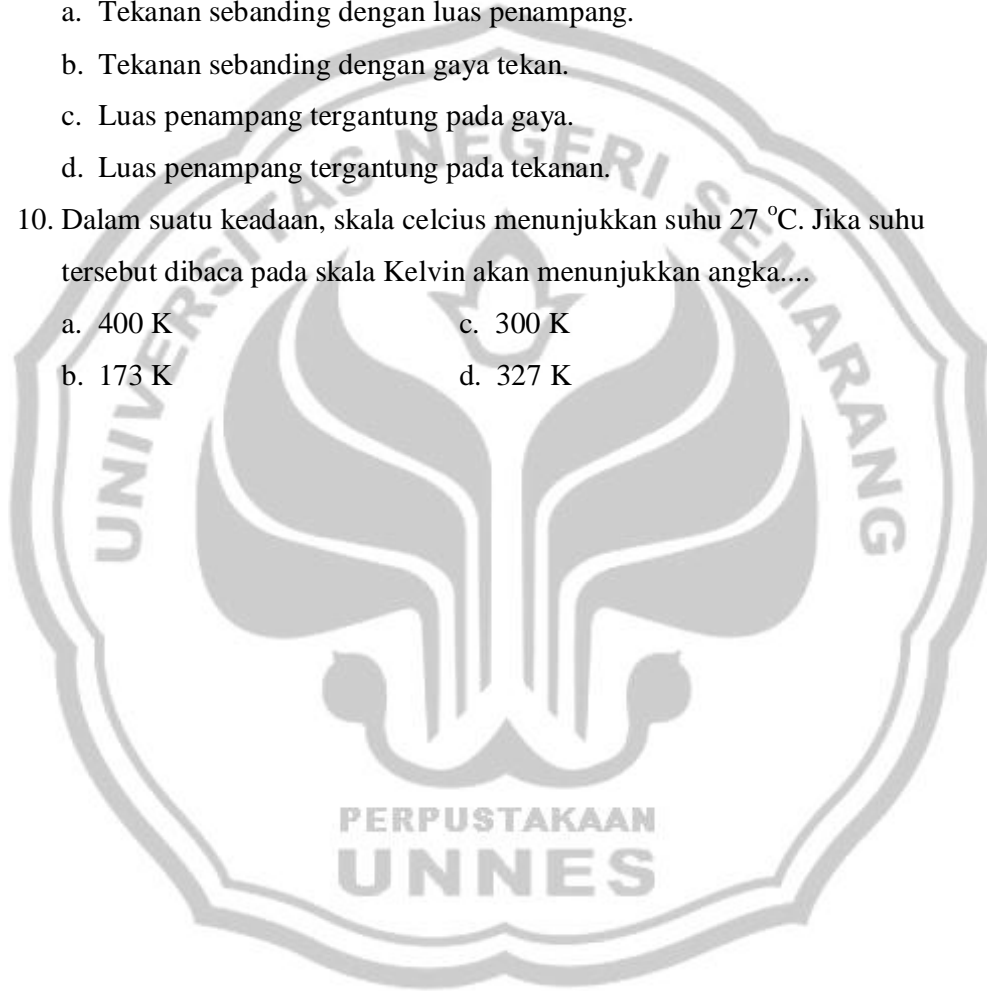 a. Tekanan sebanding dengan luas penampang.
b. Tekanan sebanding dengan gaya tekan.
c. Luas penampang tergantung pada gaya.
d. Luas penampang tergantung pada tekanan.
10. Dalam suatu keadaan, skala celcius menunjukkan suhu 27 °C. Jika suhu
tersebut dibaca pada skala Kelvin akan menunjukkan angka....
a. 400 K c. 300 K
b. 173 K d. 327 K
UNIVERSITAS NEGERI SEMARANG
PERPUSTAKAAN
UNNES